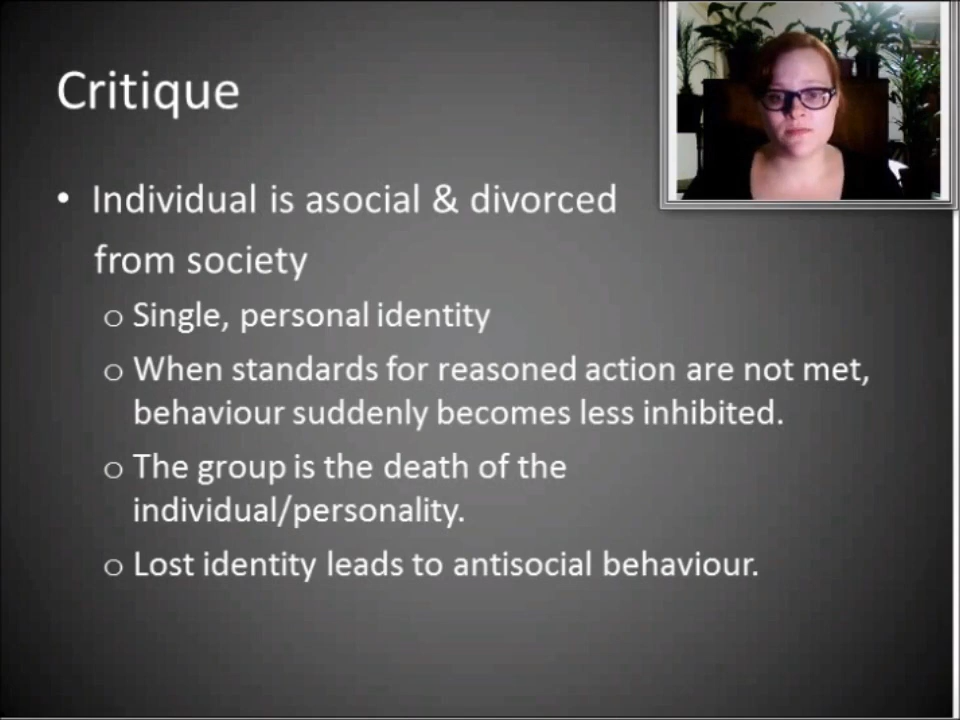 Critique
• Individual is asocial & divorced
from society
o Single, personal identity
o When standards for reasoned action are not met,
behaviour suddenly becomes less inhibited.
o The group is the death of the
individual/personality.
o Lost identity leads to antisocial behaviour.